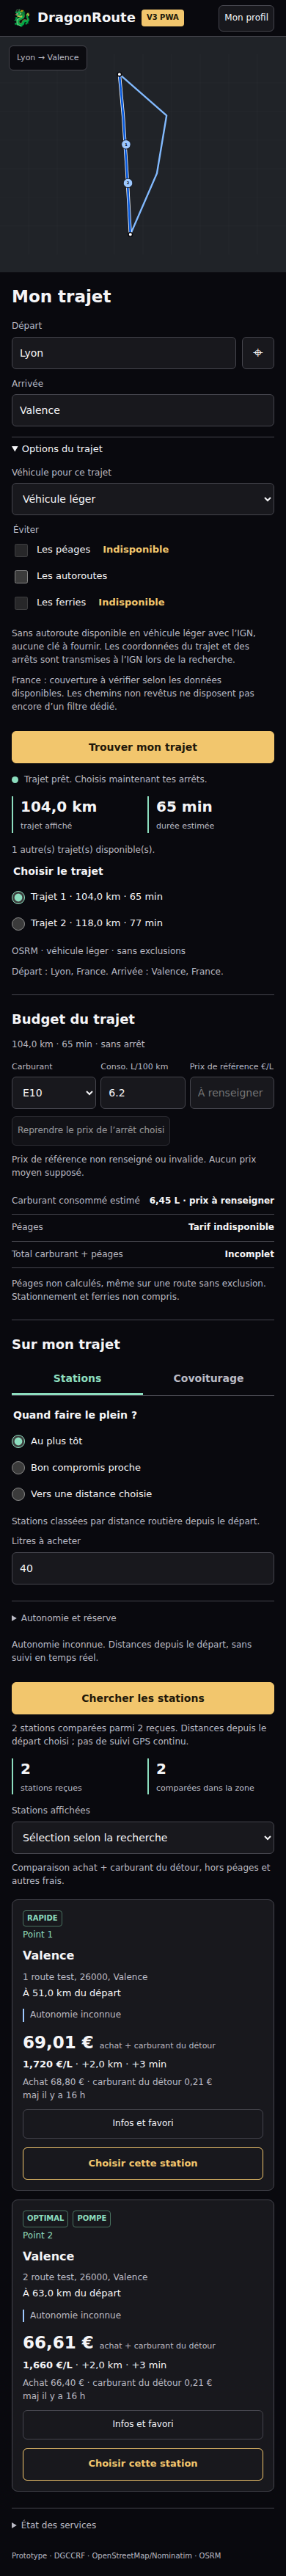 DragonRoute V3 PWA Mon profil
Lyon → Valence
1
2
Mon trajet
Départ
Lyon
Arrivée
Valence
Options du trajet
Véhicule pour ce trajet
Véhicule léger
Éviter
Les péages Indisponible
Les autoroutes
Les ferries Indisponible
Sans autoroute disponible en véhicule léger avec l’IGN,
aucune clé à fournir. Les coordonnées du trajet et des
arrêts sont transmises à l’IGN lors de la recherche.
France : couverture à vérifier selon les données
disponibles. Les chemins non revêtus ne disposent pas
encore d’un filtre dédié.
Trouver mon trajet
Trajet prêt. Choisis maintenant tes arrêts.
104,0 km 65 min
trajet affiché durée estimée
1 autre(s) trajet(s) disponible(s).
Choisir le trajet
Trajet 1 · 104,0 km · 65 min
Trajet 2 · 118,0 km · 77 min
OSRM · véhicule léger · sans exclusions
Départ : Lyon, France. Arrivée : Valence, France.
Budget du trajet
104,0 km · 65 min · sans arrêt
Carburant Conso. L/100 km Prix de référence €/L
E10 6.2 À renseigner
Reprendre le prix de l’arrêt choisi
Prix de référence non renseigné ou invalide. Aucun prix
moyen supposé.
Carburant consommé estimé 6,45 L · prix à renseigner
Péages Tarif indisponible
Total carburant + péages Incomplet
Péages non calculés, même sur une route sans exclusion.
Stationnement et ferries non compris.
Sur mon trajet
Stations Covoiturage
Quand faire le plein ?
Au plus tôt
Bon compromis proche
Vers une distance choisie
Stations classées par distance routière depuis le départ.
Litres à acheter
40
Autonomie et réserve
Autonomie inconnue. Distances depuis le départ, sans
suivi en temps réel.
Chercher les stations
2 stations comparées parmi 2 reçues. Distances depuis le
départ choisi ; pas de suivi GPS continu.
2 2
stations reçues comparées dans la zone
Stations affichées
Sélection selon la recherche
Comparaison achat + carburant du détour, hors péages et
autres frais.
RAPIDE
Point 1
Valence
1 route test, 26000, Valence
À 51,0 km du départ
Autonomie inconnue
69,01 € achat + carburant du détour
1,720 €/L · +2,0 km · +3 min
Achat 68,80 € · carburant du détour 0,21 €
maj il y a 16 h
Infos et favori
Choisir cette station
OPTIMAL POMPE
Point 2
Valence
2 route test, 26000, Valence
À 63,0 km du départ
Autonomie inconnue
66,61 € achat + carburant du détour
1,660 €/L · +2,0 km · +3 min
Achat 66,40 € · carburant du détour 0,21 €
maj il y a 16 h
Infos et favori
Choisir cette station
État des services
Prototype · DGCCRF · OpenStreetMap/Nominatim · OSRM